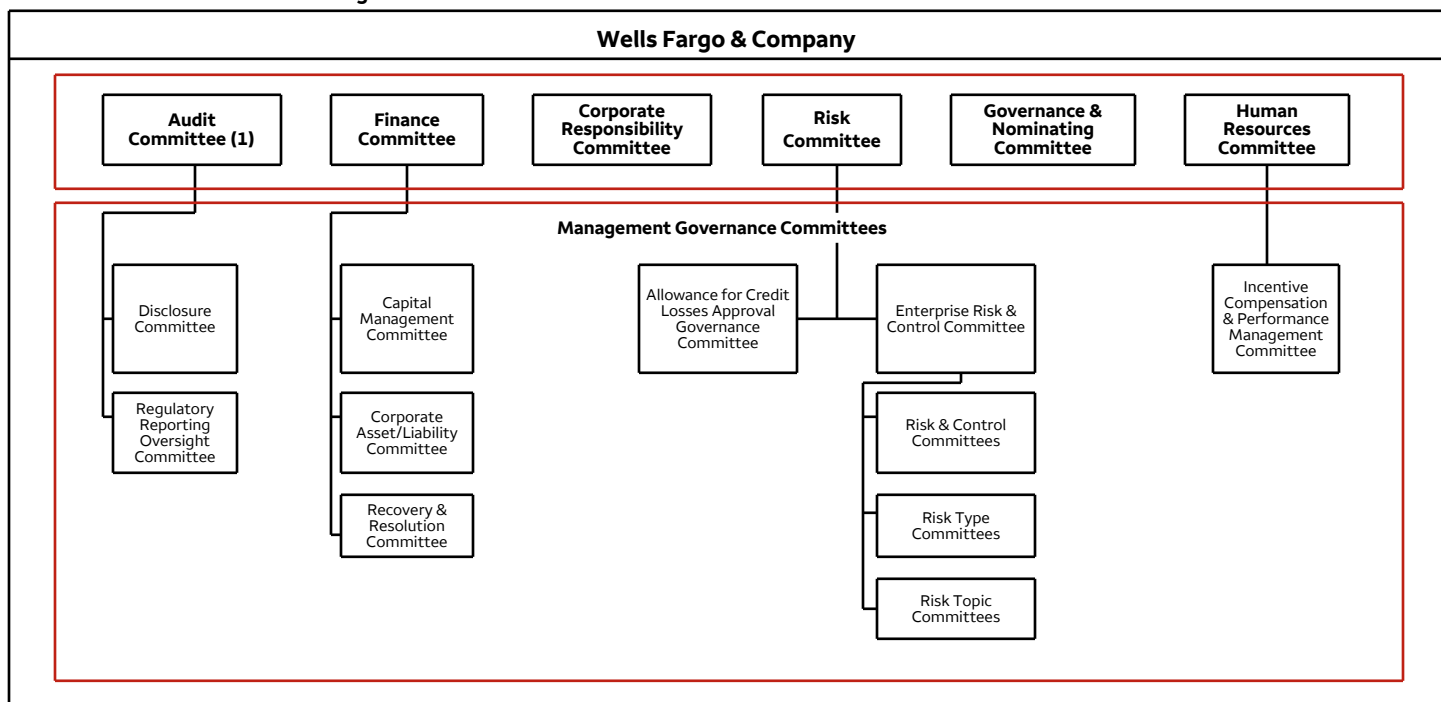 Wells Fargo & Company
Audit
Committee (1)
Finance
Committee
Corporate
Responsibility
Committee
Risk
Committee
Governance &
Nominating
Committee
Human
Resources
Committee
Management Governance Committees
Disclosure
Committee
Regulatory
Reporting
Oversight
Committee
Capital
Management
Committee
Corporate
Asset/Liability
Committee
Recovery &
Resolution
Committee
Allowance for Credit
Losses Approval
Governance
Committee
Enterprise Risk &
Control Committee
Risk & Control
Committees
Risk Type
Committees
Risk Topic
Committees
Incentive
Compensation
& Performance
Management
Committee